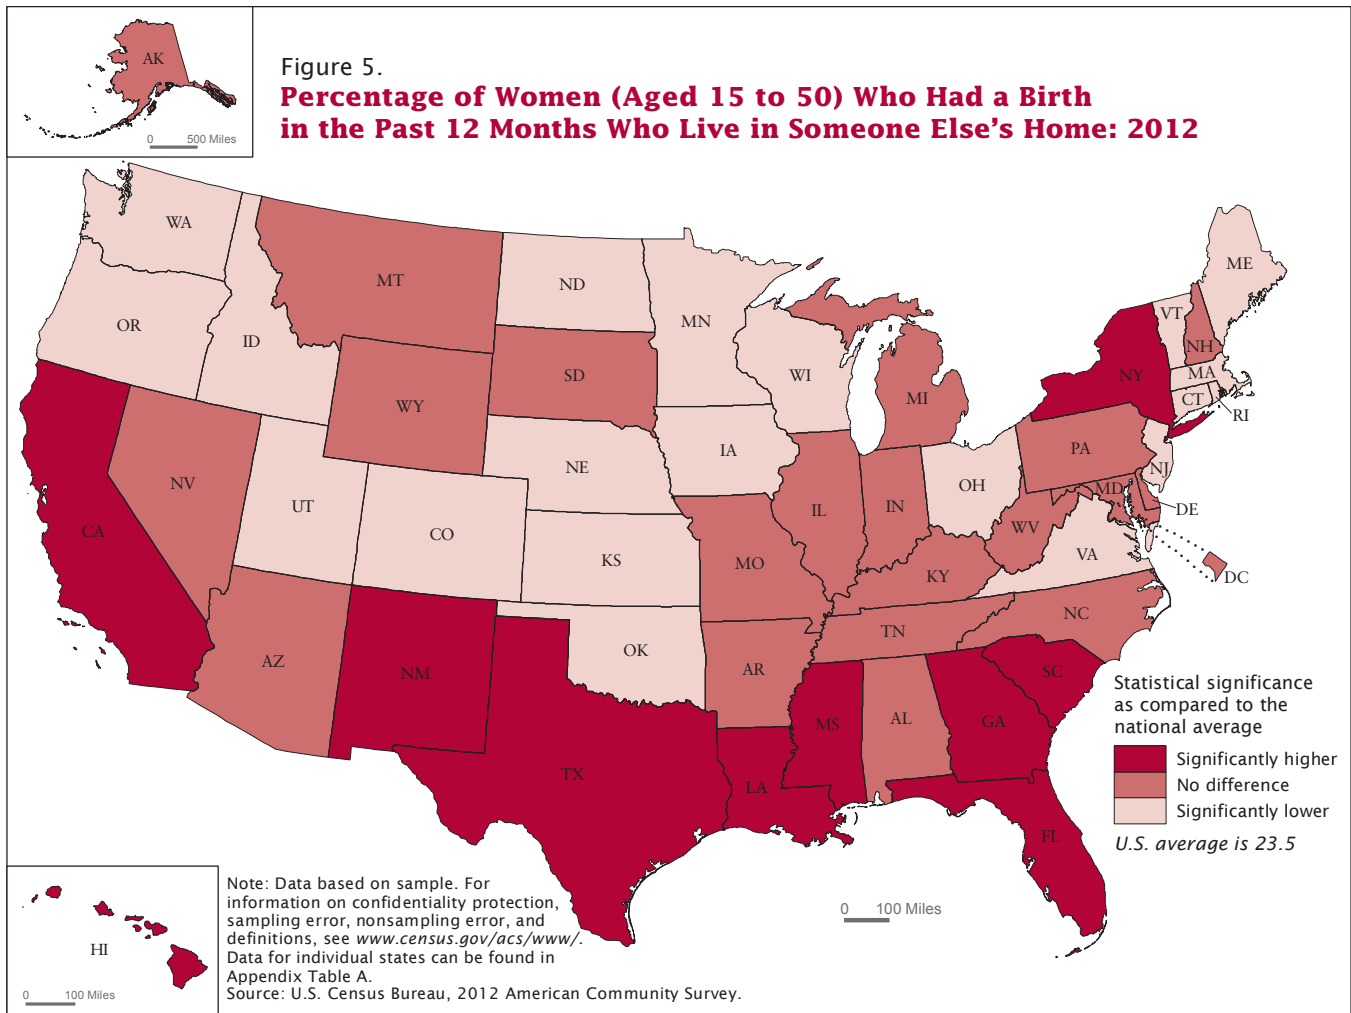 AK
0 500 Miles
Figure 5.
Percentage of Women (Aged 15 to 50) Who Had a Birth
in the Past 12 Months Who Live in Someone Else's Home: 2012
WA
MT
ND
MN
ME
OR
ID
SD
WI
VT
NH
WY
MI
NY
MA
CT
RI
NV
UT
NE
IA
IL
IN
OH
PA
NJ
MD
DE
CA
CO
KS
MO
KY
WV
VA
DC
AZ
NM
OK
AR
TN
NC
TX
LA
MS
AL
GA
SC
FL
Statistical significance
as compared to the
national average
Significantly higher
No difference
Significantly lower
U.S. average is 23.5
0 100 Miles
HI
0 100 Miles
Note: Data based on sample. For
information on confidentiality protection,
sampling error, nonsampling error, and
definitions, see www.census.gov/acs/www/.
Data for individual states can be found in
Appendix Table A.
Source: U.S. Census Bureau, 2012 American Community Survey.